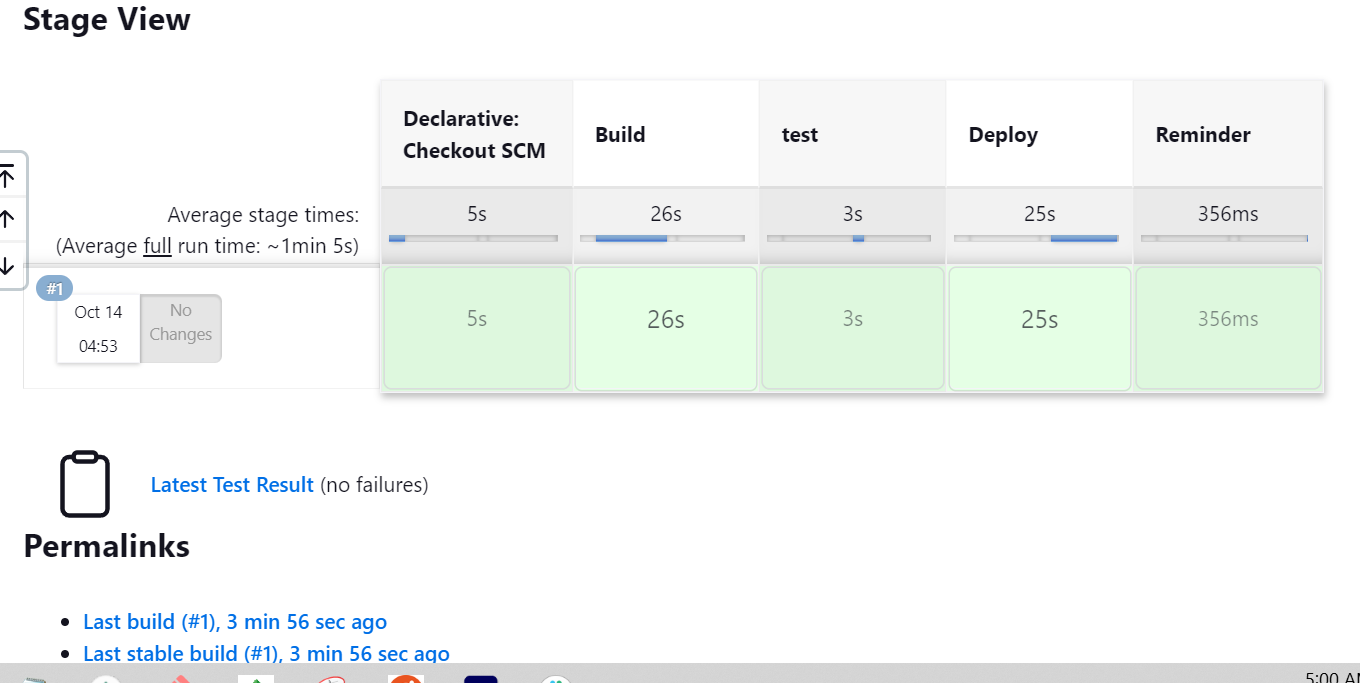 Stage View
Declarative:
Checkout SCM
Build
test
Deploy
Reminder
Average stage times:
(Average full run time: ~1min 5s)
5s
26s
3s
25s
356ms
#1
Oct 14
04:53
No
Changes
5s
26s
3s
25s
356ms
Latest Test Result (no failures)
Permalinks
Last build (#1), 3 min 56 sec ago
Last stable build (#1), 3 min 56 sec ago
5:00 AM